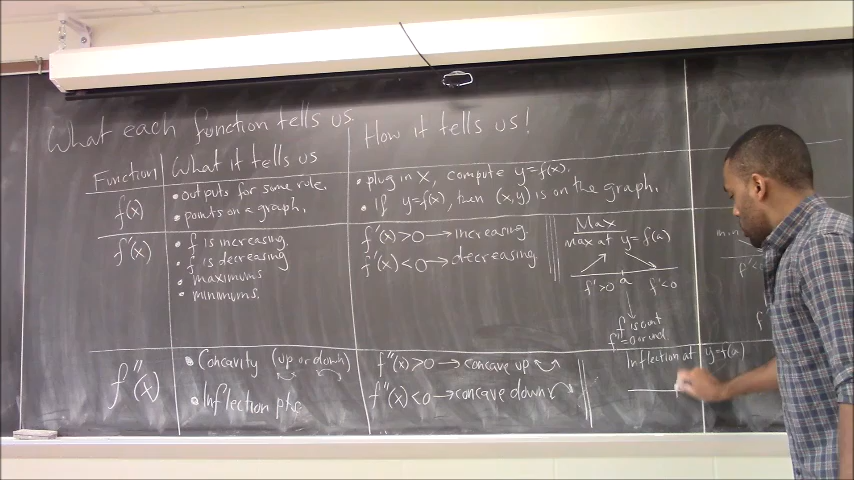 What each function tells us.
How it tells us!
Function
What it tells us
f(x)
• outputs for some rule.
• points on a graph.
• plug in x, compute y=f(x).
• if y=f(x), then (x,y) is on the graph.
f'(x)
• f is increasing.
• f is decreasing
• maximums
• minimums.
f'(x)>0 → increasing.
f'(x)<0 → decreasing.
Max
max at y=f(a)
f'>0 a f'<0
f is cont
f'=0 or und
min
f'<0
f''(x)
• Concavity (up or down)
• Inflection pts
f''(x)>0 → concave up
f''(x)<0 → concave down
Inflection at y=f(a)